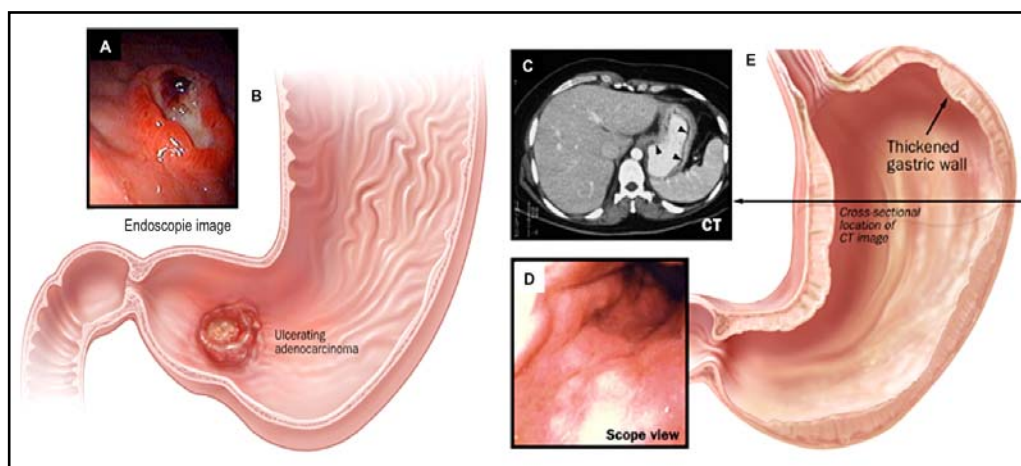 A
B
Endoscopie image
Ulcerating
adenocarcinoma
C
CT
D
Scope view
E
Thickened
gastric wall
Cross-sectional
location of
CT image